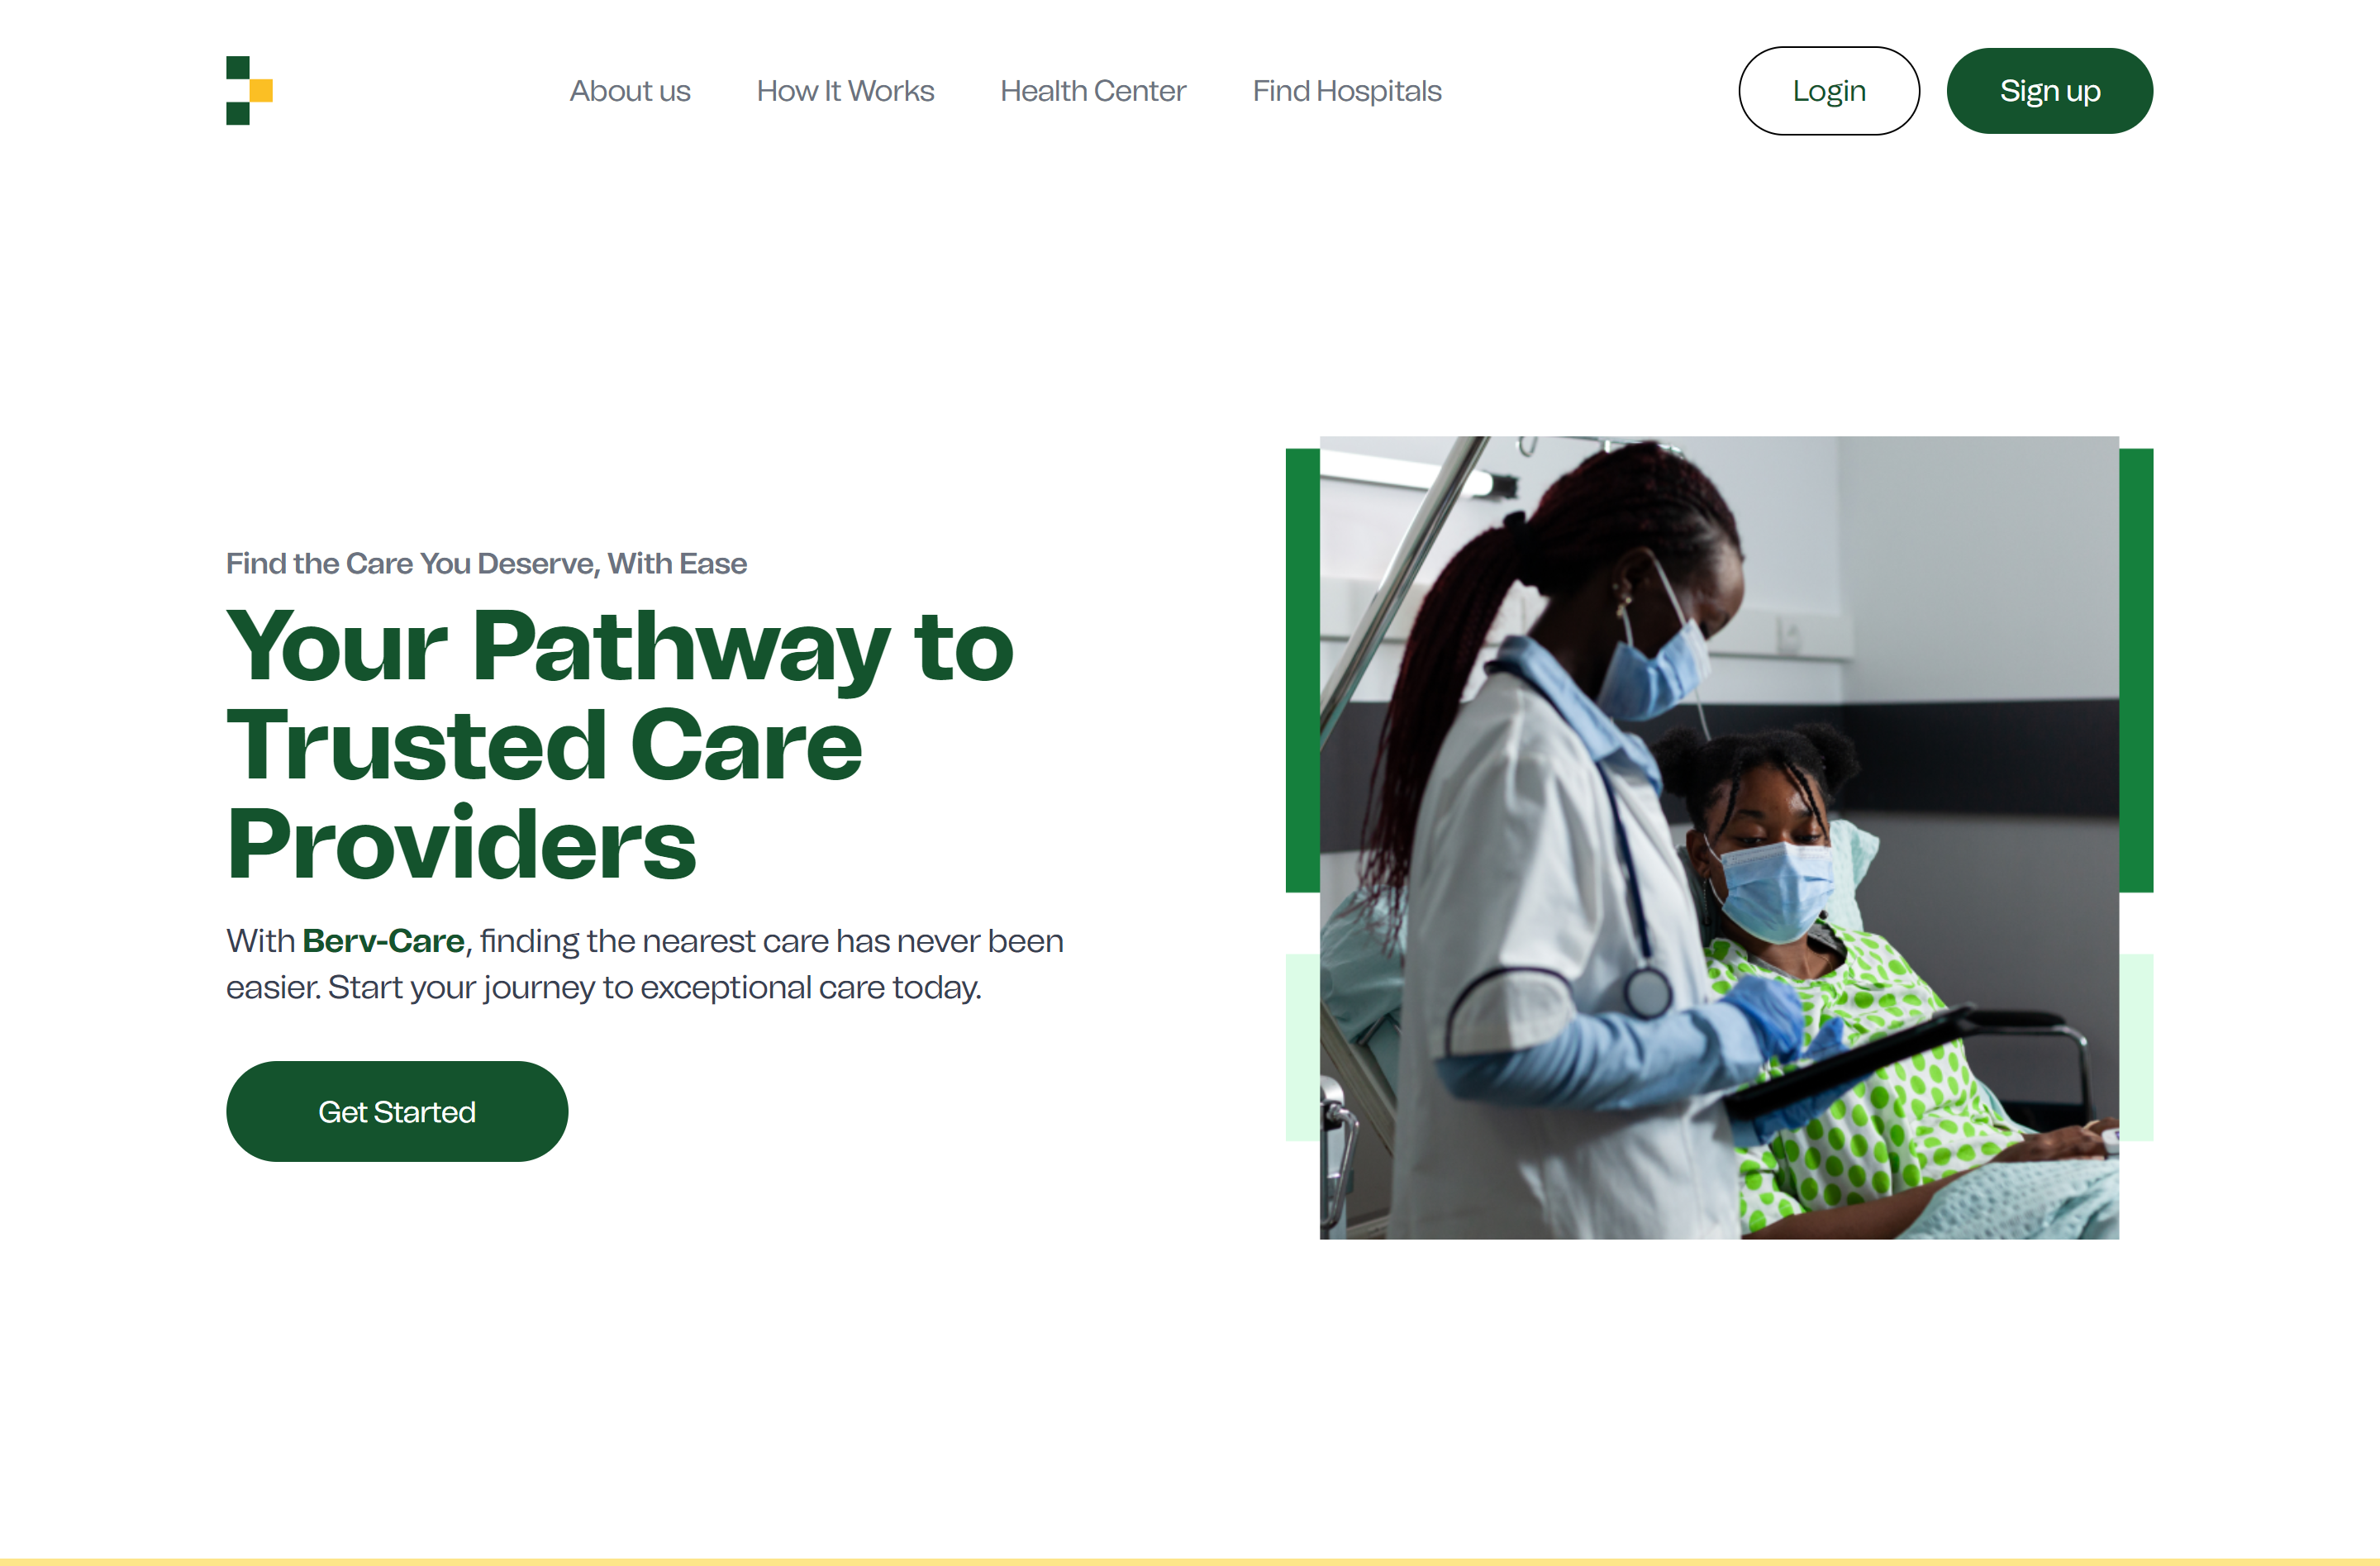 About us
How It Works
Health Center
Find Hospitals
Login
Sign up
Find the Care You Deserve, With Ease
Your Pathway to
Trusted Care
Providers
With Berv-Care, finding the nearest care has never been
easier. Start your journey to exceptional care today.
Get Started